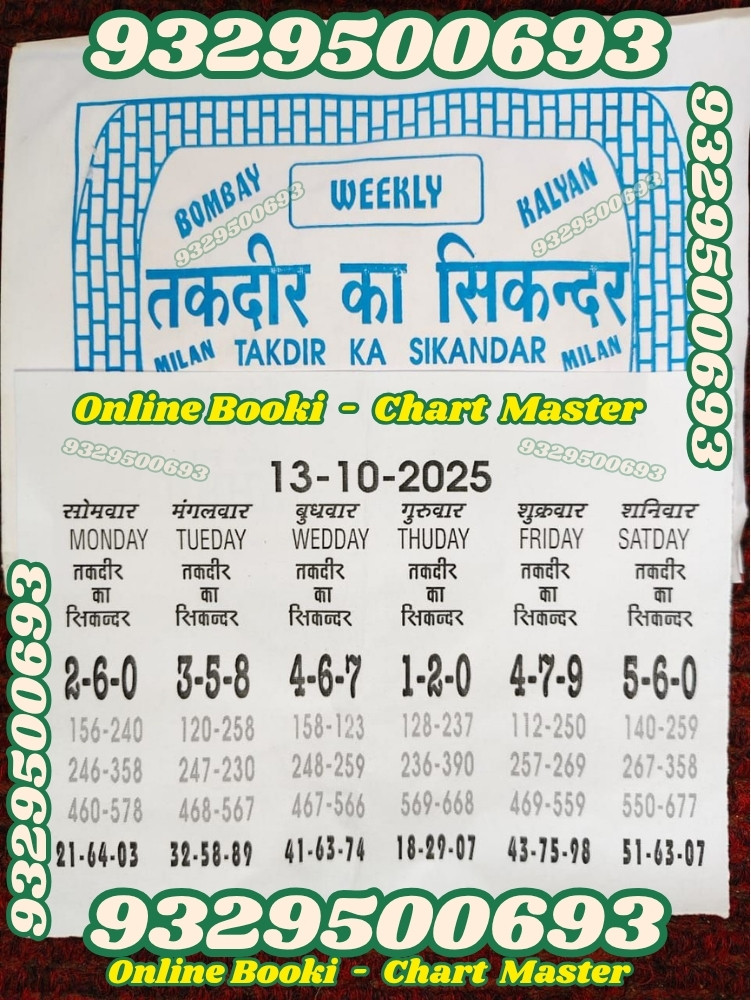 9329500693
9329500693
BOMBAY
WEEKLY
KALYAN
9329500693
9329500693
तकदीर का सिकन्दर
MILAN TAKDIR KA SIKANDAR MILAN
Online Booki - Chart Master
9329500693
9329500693
13-10-2025
सोमवार मंगलवार बुधवार गुरुवार शुक्रवार शनिवार
MONDAY TUEDAY WEDDAY THUDAY FRIDAY SATDAY
तकदीर तकदीर तकदीर तकदीर तकदीर तकदीर
का का का का का का
सिकन्दर सिकन्दर सिकन्दर सिकन्दर सिकन्दर सिकन्दर
2-6-0 3-5-8 4-6-7 1-2-0 4-7-9 5-6-0
156-240 120-258 158-123 128-237 112-250 140-259
246-358 247-230 248-259 236-390 257-269 267-358
460-578 468-567 467-566 569-668 469-559 550-677
21-64-03 32-58-89 41-63-74 18-29-07 43-75-98 51-63-07
9329500693
9329500693
Online Booki - Chart Master